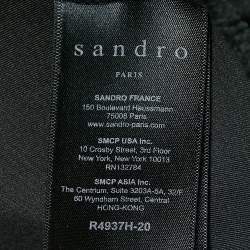 sandro
PARIS
SANDRO FRANCE
150 Boulevard Haussmann
75008 Paris
www.sandro-paris.com
SMCP USA Inc.
10 Crosby Street, 3rd Floor
New York, New York 10013
RN132784
SMCP ASIA Inc.
The Centrium, Suite 3203A-5A, 32/F
60 Wyndham Street, Central
HONG-KONG
R4937H-20